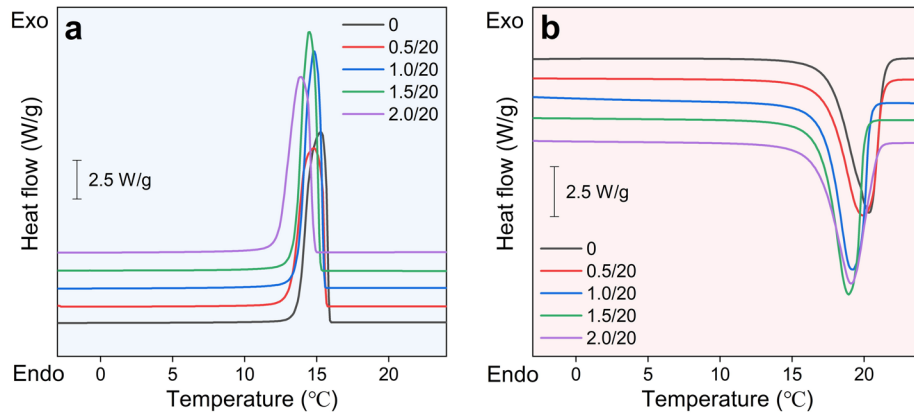 Exo
a
0
0.5/20
1.0/20
1.5/20
2.0/20
2.5 W/g
Heat flow (W/g)
Endo
0
5
10
15
20
Temperature (℃)
Exo
b
2.5 W/g
0
0.5/20
1.0/20
1.5/20
2.0/20
Heat flow (W/g)
Endo
0
5
10
15
20
Temperature (℃)